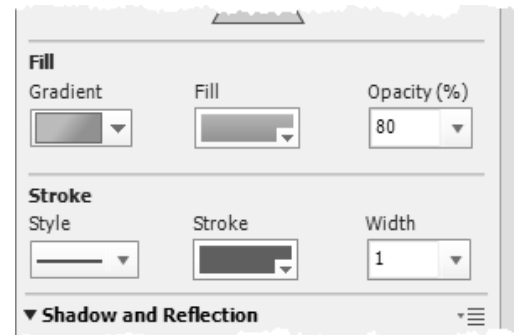 Fill
Gradient Fill Opacity (%)
80
Stroke
Style Stroke Width
1
Shadow and Reflection